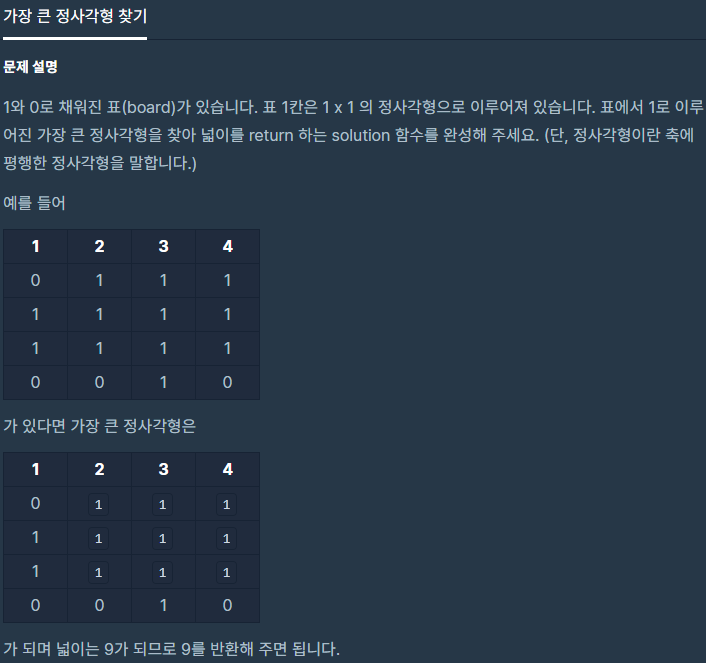 가장 큰 정사각형 찾기
문제 설명
1와 0로 채워진 표(board)가 있습니다. 표 1칸은 1 x 1 의 정사각형으로 이루어져 있습니다. 표에서 1로 이루
어진 가장 큰 정사각형을 찾아 넓이를 return 하는 solution 함수를 완성해 주세요. (단, 정사각형이란 축에
평행한 정사각형을 말합니다.)
예를 들어
1 2 3 4
0 1 1 1
1 1 1 1
1 1 1 1
0 0 1 0
가 있다면 가장 큰 정사각형은
1 2 3 4
0 1 1 1
1 1 1 1
1 1 1 1
0 0 1 0
가 되며 넓이는 9가 되므로 9를 반환해 주면 됩니다.